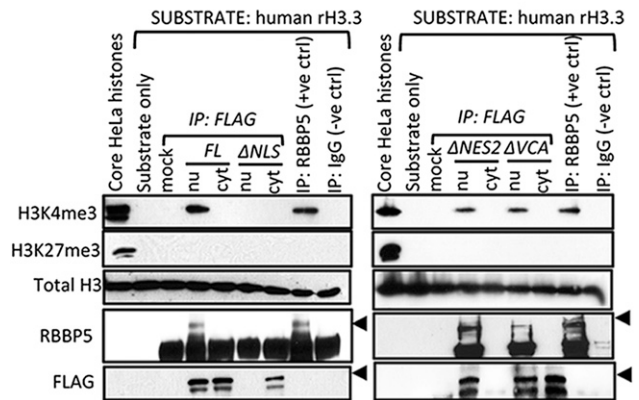 SUBSTRATE: human rH3.3
SUBSTRATE: human rH3.3
Core HeLa histones
Substrate only
mock
IP: FLAG
FL
ΔNLS
nu
cyt
nu
cyt
IP: RBBP5 (+ve ctrl)
IP: IgG (-ve ctrl)
Core HeLa histones
Substrate only
mock
IP: FLAG
ΔNES2
ΔVCA
nu
cyt
nu
cyt
IP: RBBP5 (+ve ctrl)
IP: IgG (-ve ctrl)
H3K4me3
H3K27me3
Total H3
RBBP5
FLAG